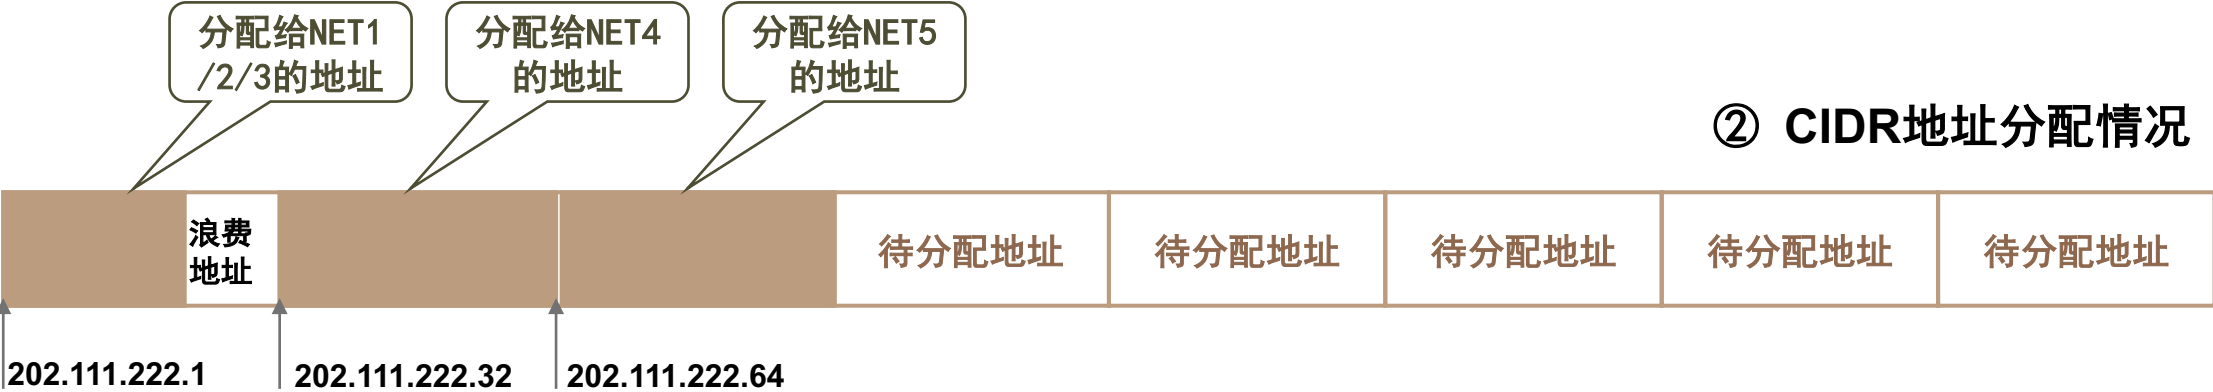 分配给NET1
/2/3的地址
分配给NET4
的地址
分配给NET5
的地址
② CIDR地址分配情况
浪费
地址
待分配地址
待分配地址
待分配地址
待分配地址
待分配地址
202.111.222.1
202.111.222.32
202.111.222.64